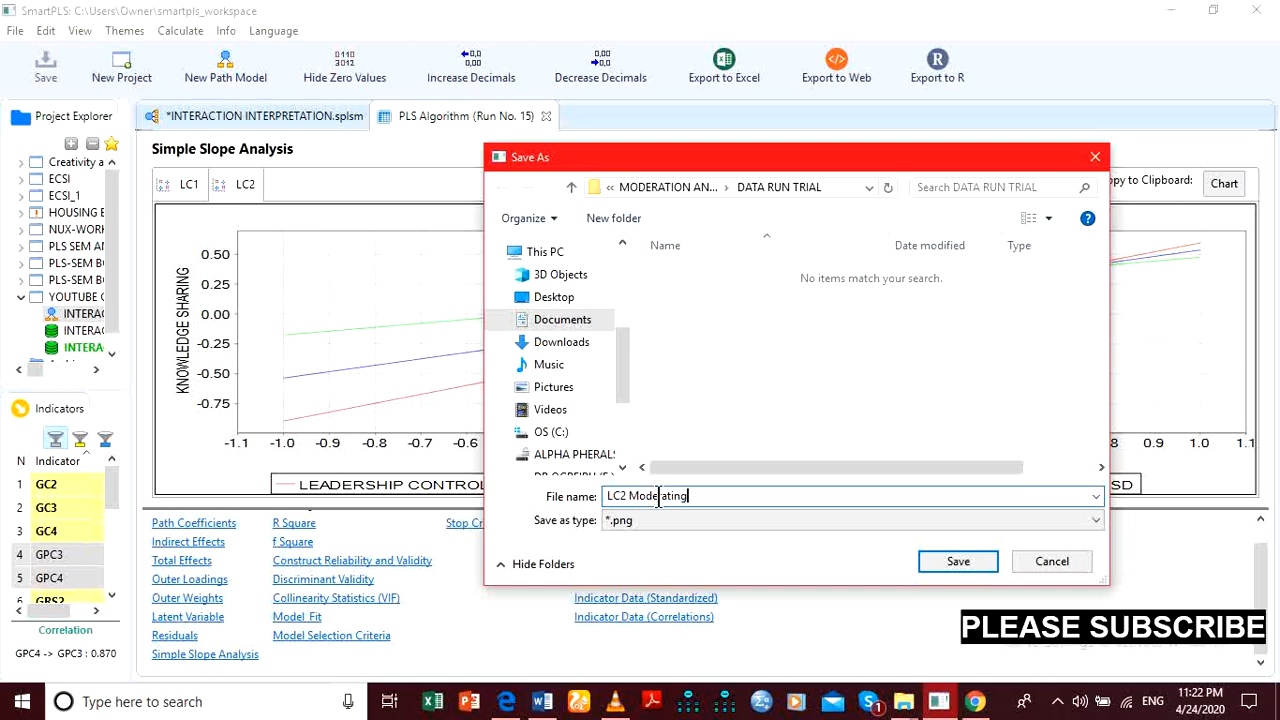 SmartPLS: C:\Users\Owner\smartpls_workspace
File Edit View Themes Calculate Info Language
Save New Project New Path Model Hide Zero Values Increase Decimals Decrease Decimals Export to Excel Export to Web Export to R
Project Explorer
*INTERACTION INTERPRETATION.splsm
PLS Algorithm (Run No. 15)
Creativity a
ECSI
ECSI_1
HOUSING E
NUX-WORK
PLS SEM AN
PLS-SEM BO
PLS-SEM BO
YOUTUBE C
INTERAC
INTERAC
INTERA
Simple Slope Analysis
LC1 LC2
py to Clipboard: Chart
KNOWLEDGE SHARING
0.50
0.25
0.00
-0.25
-0.50
-0.75
-1.1 -1.0 -0.9 -0.8 -0.7 -0.6
0.9 1.0 1.1
LEADERSHIP CONTROL
SD
Save As
« MODERATION AN... › DATA RUN TRIAL
Search DATA RUN TRIAL
Organize New folder
Name Date modified Type
No items match your search.
This PC
3D Objects
Desktop
Documents
Downloads
Music
Pictures
Videos
OS (C:)
ALPHA PHERAL
File name: LC2 Moderating
Save as type: *.png
Hide Folders
Save Cancel
Indicators
N Indicator
1 GC2
2 GC3
3 GC4
4 GPC3
5 GPC4
6 GRS2
Correlation
GPC4 -> GPC3 : 0.870
Path Coefficients
Indirect Effects
Total Effects
Outer Loadings
Outer Weights
Latent Variable
Residuals
Simple Slope Analysis
R Square
f Square
Construct Reliability and Validity
Discriminant Validity
Collinearity Statistics (VIF)
Model_Fit
Model Selection Criteria
Stop Cr
Indicator Data (Standardized)
Indicator Data (Correlations)
PLEASE SUBSCRIBE
Type here to search
1
ENG
11:22 PM
4/24/2020